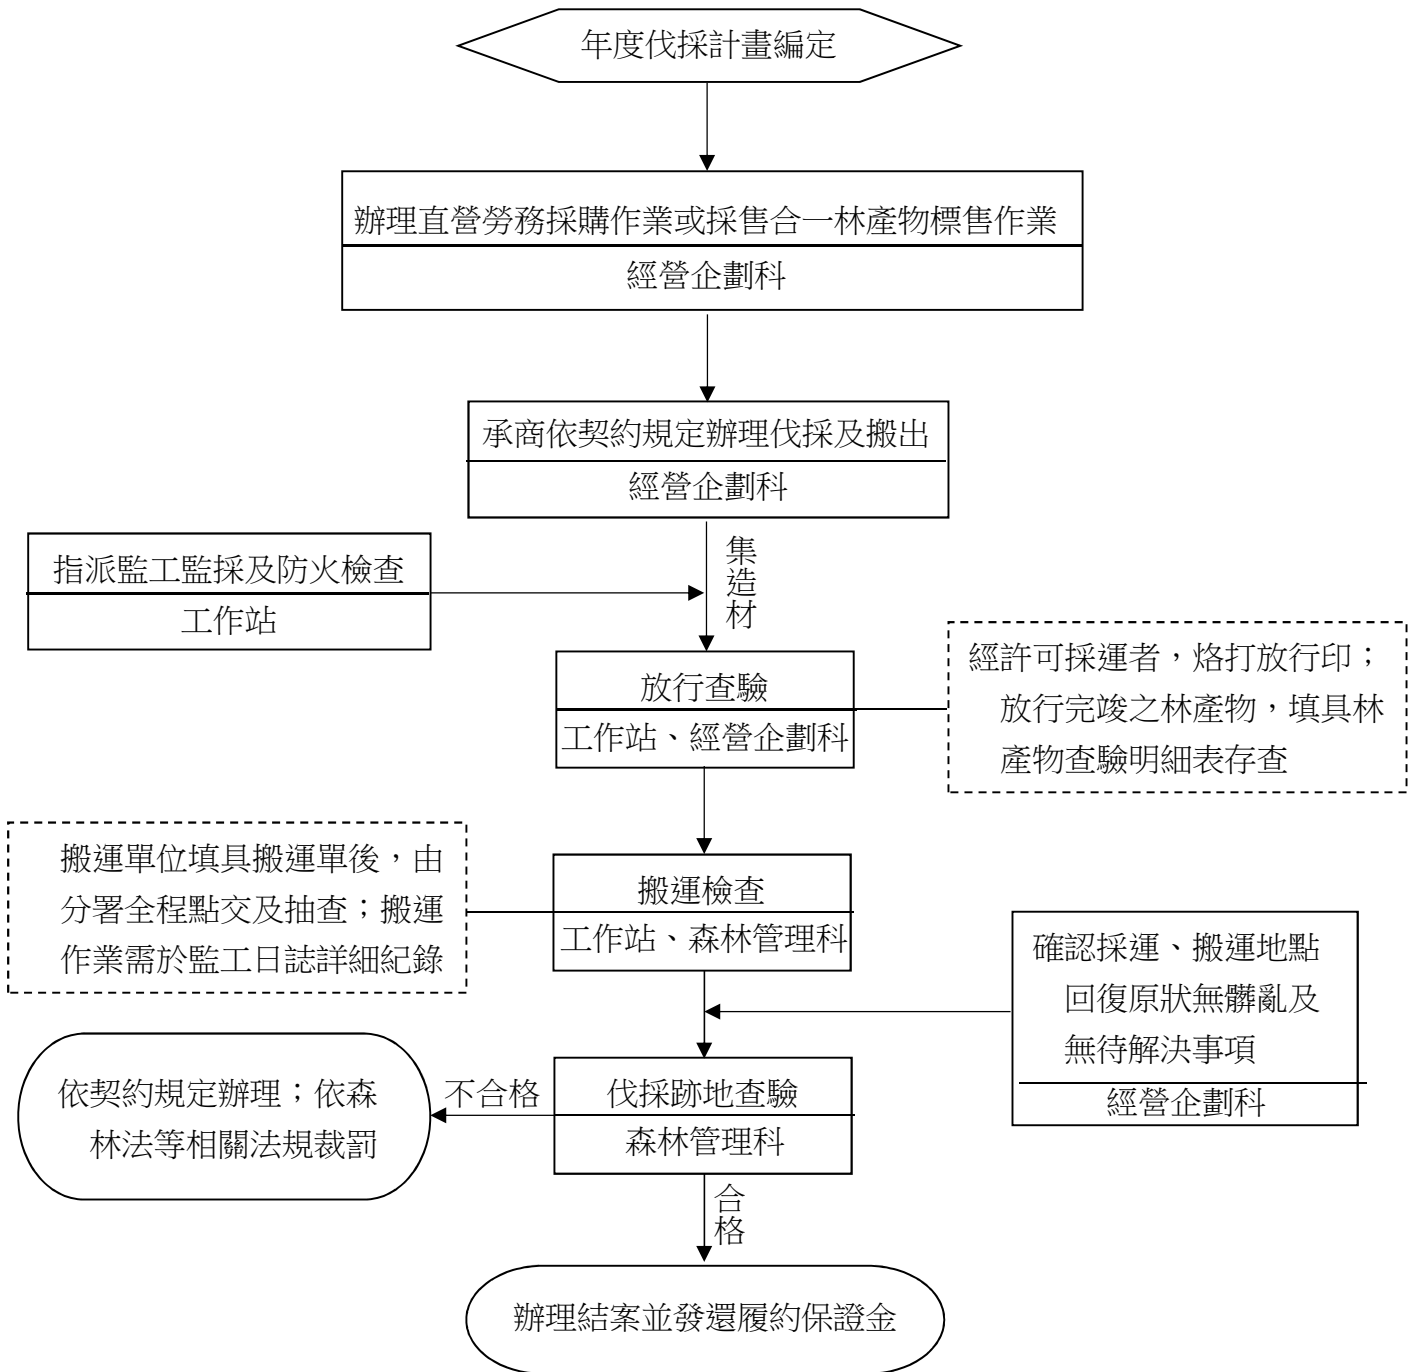 年度伐採計畫編定
辦理直營勞務採購作業或採售合一林產物標售作業
經營企劃科
承商依契約規定辦理伐採及搬出
經營企劃科
集造材
指派監工監採及防火檢查
工作站
放行查驗
工作站、經營企劃科
經許可採運者，烙打放行印；
放行完竣之林產物，填具林
產物查驗明細表存查
搬運單位填具搬運單後，由
分署全程點交及抽查；搬運
作業需於監工日誌詳細紀錄
搬運檢查
工作站、森林管理科
確認採運、搬運地點
回復原狀無髒亂及
無待解決事項
經營企劃科
伐採跡地查驗
森林管理科
不合格
依契約規定辦理；依森
林法等相關法規裁罰
合格
辦理結案並發還履約保證金